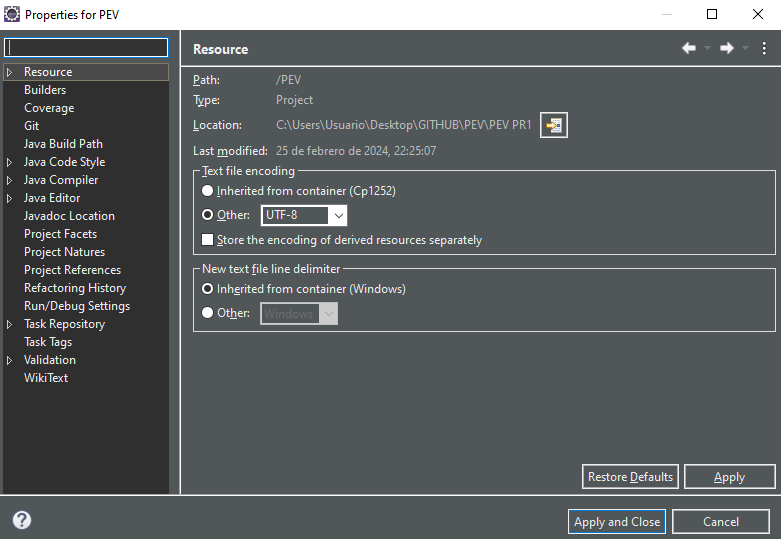 Properties for PEV
Resource
Builders
Coverage
Git
Java Build Path
Java Code Style
Java Compiler
Java Editor
Javadoc Location
Project Facets
Project Natures
Project References
Refactoring History
Run/Debug Settings
Task Repository
Task Tags
Validation
WikiText
Resource
Path: /PEV
Type: Project
Location: C:\Users\Usuario\Desktop\GITHUB\PEV\PEV PR1
Last modified: 25 de febrero de 2024, 22:25:07
Text file encoding
Inherited from container (Cp1252)
Other: UTF-8
Store the encoding of derived resources separately
New text file line delimiter
Inherited from container (Windows)
Other: Windows
Restore Defaults Apply
? Apply and Close Cancel